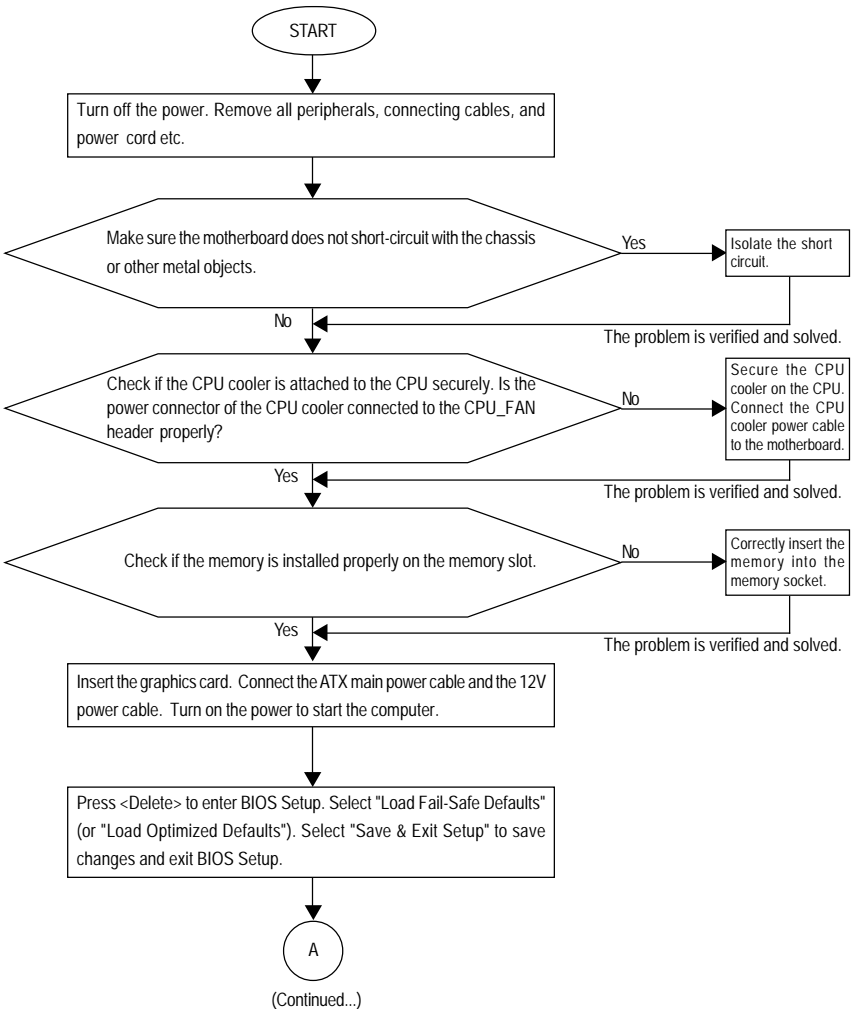 START
Turn off the power. Remove all peripherals, connecting cables, and
power cord etc.
Make sure the motherboard does not short-circuit with the chassis
or other metal objects.
Yes
Isolate the short
circuit.
No
The problem is verified and solved.
Check if the CPU cooler is attached to the CPU securely. Is the
power connector of the CPU cooler connected to the CPU_FAN
header properly?
No
Secure the CPU
cooler on the CPU.
Connect the CPU
cooler power cable
to the motherboard.
Yes
The problem is verified and solved.
Check if the memory is installed properly on the memory slot.
No
Correctly insert the
memory into the
memory socket.
Yes
The problem is verified and solved.
Insert the graphics card. Connect the ATX main power cable and the 12V
power cable. Turn on the power to start the computer.
Press <Delete> to enter BIOS Setup. Select "Load Fail-Safe Defaults"
(or "Load Optimized Defaults"). Select "Save & Exit Setup" to save
changes and exit BIOS Setup.
A
(Continued...)